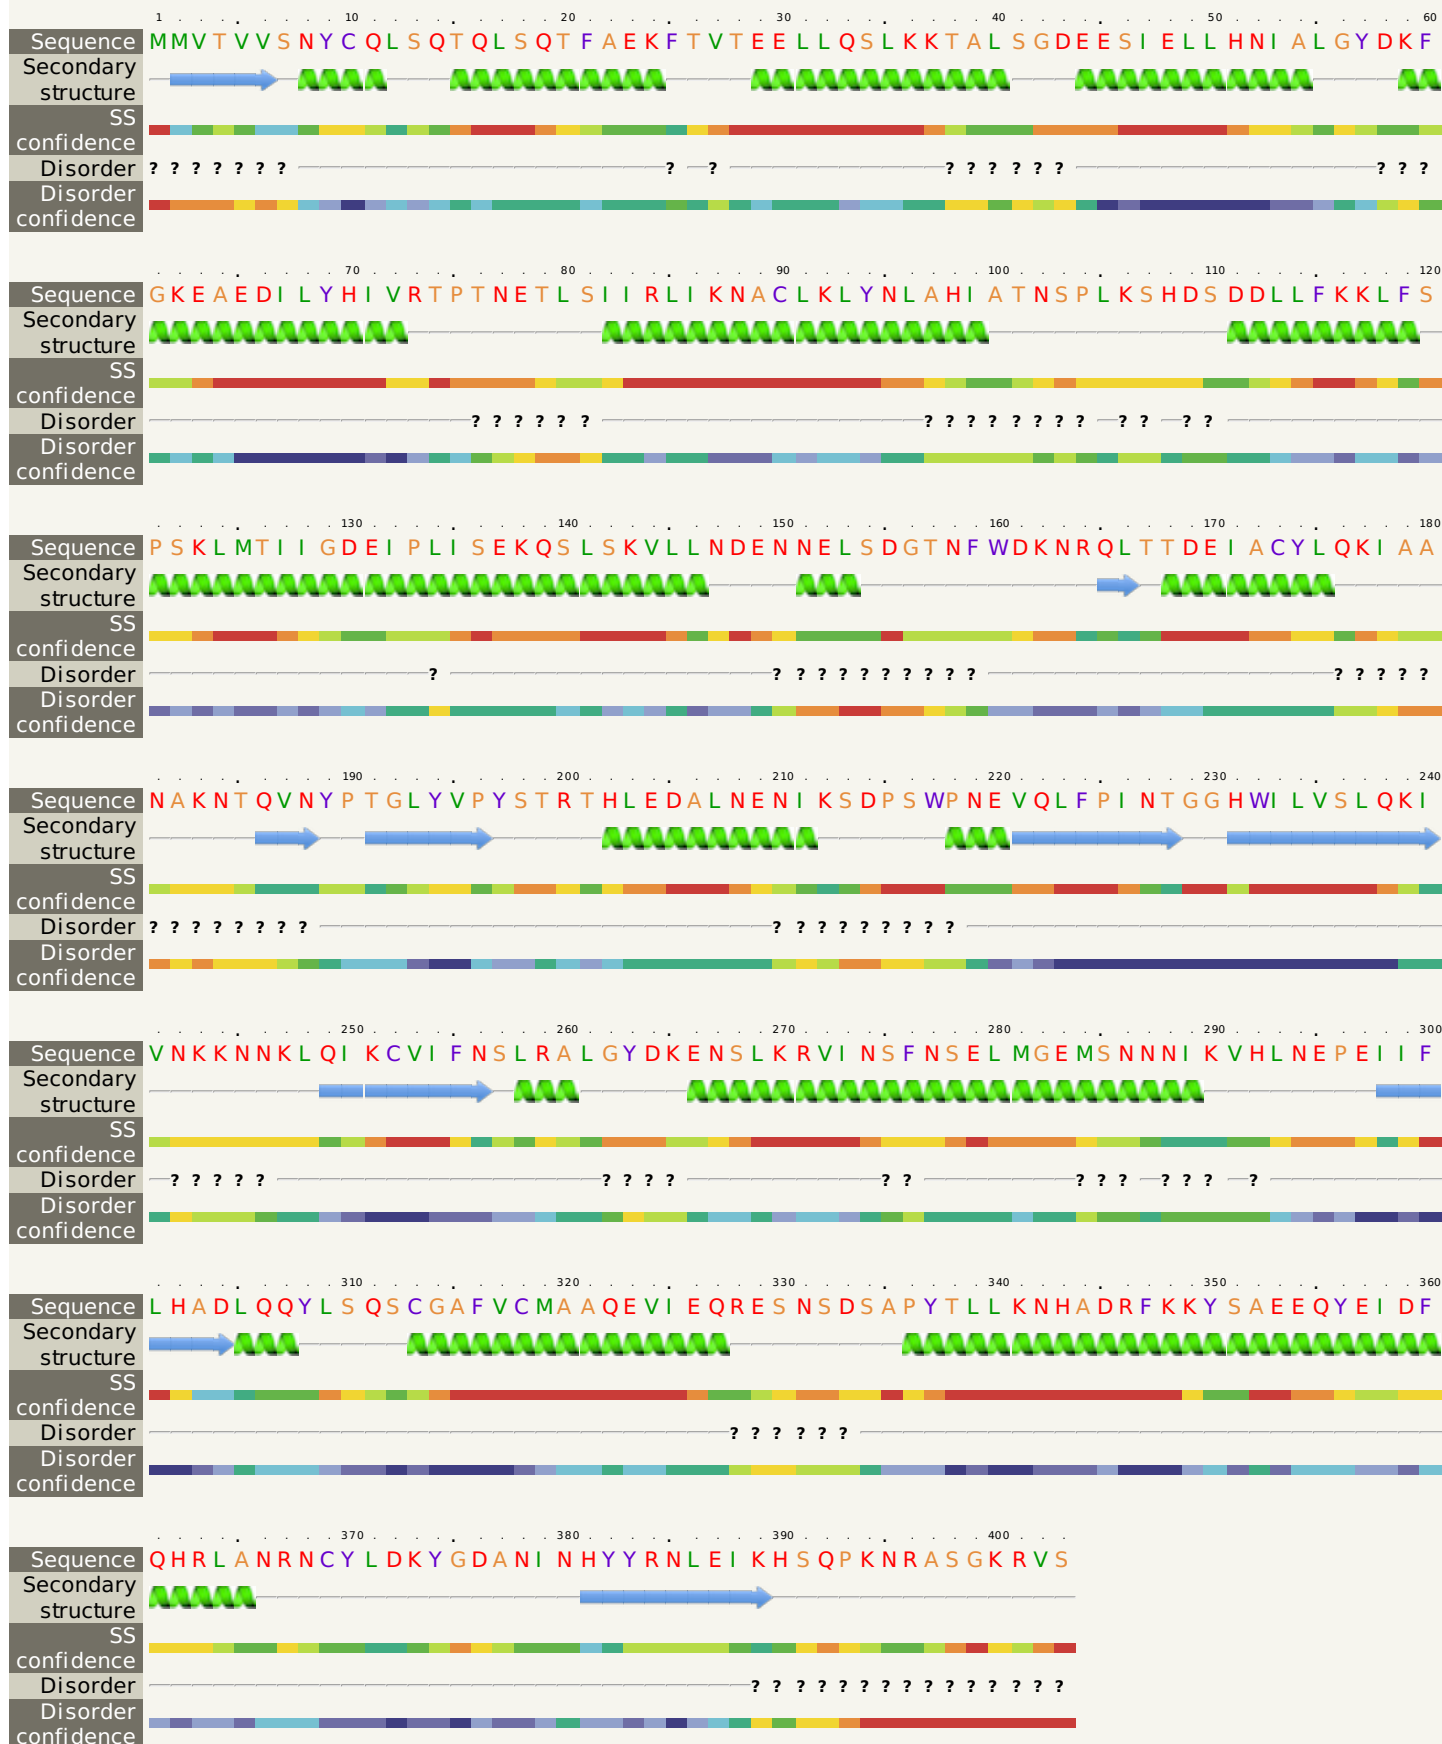 1 10 20 30 40 50 60
Sequence MMVTVVSNYCQLSQTQLSQTFAEKFTVTEELLQSLKKTALSGDEESIELLHNIALGYDKF
Secondary
structure
SS
confidence
Disorder ? ? ? ? ? ? ? ? ? ? ? ? ? ? ? ? ? ?
Disorder
confidence
70 80 90 100 110 120
Sequence GKEAEDILYHIVRTPTNETLSIIRLIKNACLKLYNLAHIATNSPLKSHDSDDLLFKKLFS
Secondary
structure
SS
confidence
Disorder ? ? ? ? ? ? ? ? ? ? ? ? ? ? ? ? ? ?
Disorder
confidence
130 140 150 160 170 180
Sequence PSKLMTIIGDEIPLISEKQSLSKVLLNDENNELSDGTNFWDKNRQLTTDEIACYLQKIAA
Secondary
structure
SS
confidence
Disorder ? ? ? ? ? ? ? ? ? ? ? ? ? ? ? ?
Disorder
confidence
190 200 210 220 230 240
Sequence NAKNTQVNYPTGLYVPYSTRTHLEDALNENIKSDPSWPNEVQLFPINTGGHWILVSLQKI
Secondary
structure
SS
confidence
Disorder ? ? ? ? ? ? ? ? ? ? ? ? ? ? ? ? ?
Disorder
confidence
250 260 270 280 290 300
Sequence VNKKNNKLQIKCVIFNSLRALGYDKENSLKRVINSFNSELMGEMSNNNIKVHLNEPEIIF
Secondary
structure
SS
confidence
Disorder ? ? ? ? ? ? ? ? ? ? ? ? ? ? ? ? ? ?
Disorder
confidence
310 320 330 340 350 360
Sequence LHADLQQYLSQSCGAFVCMAAQEVIEQRESNSDSAPYTLLKNHADRFKKYSAEEQYEIDF
Secondary
structure
SS
confidence
Disorder ? ? ? ? ? ?
Disorder
confidence
370 380 390 400
Sequence QHRLANRNCYLDKYGDANINHYYRNLEIKHSQPKNRASGKRVS
Secondary
structure
SS
confidence
Disorder ? ? ? ? ? ? ? ? ? ? ? ? ? ? ?
Disorder
confidence